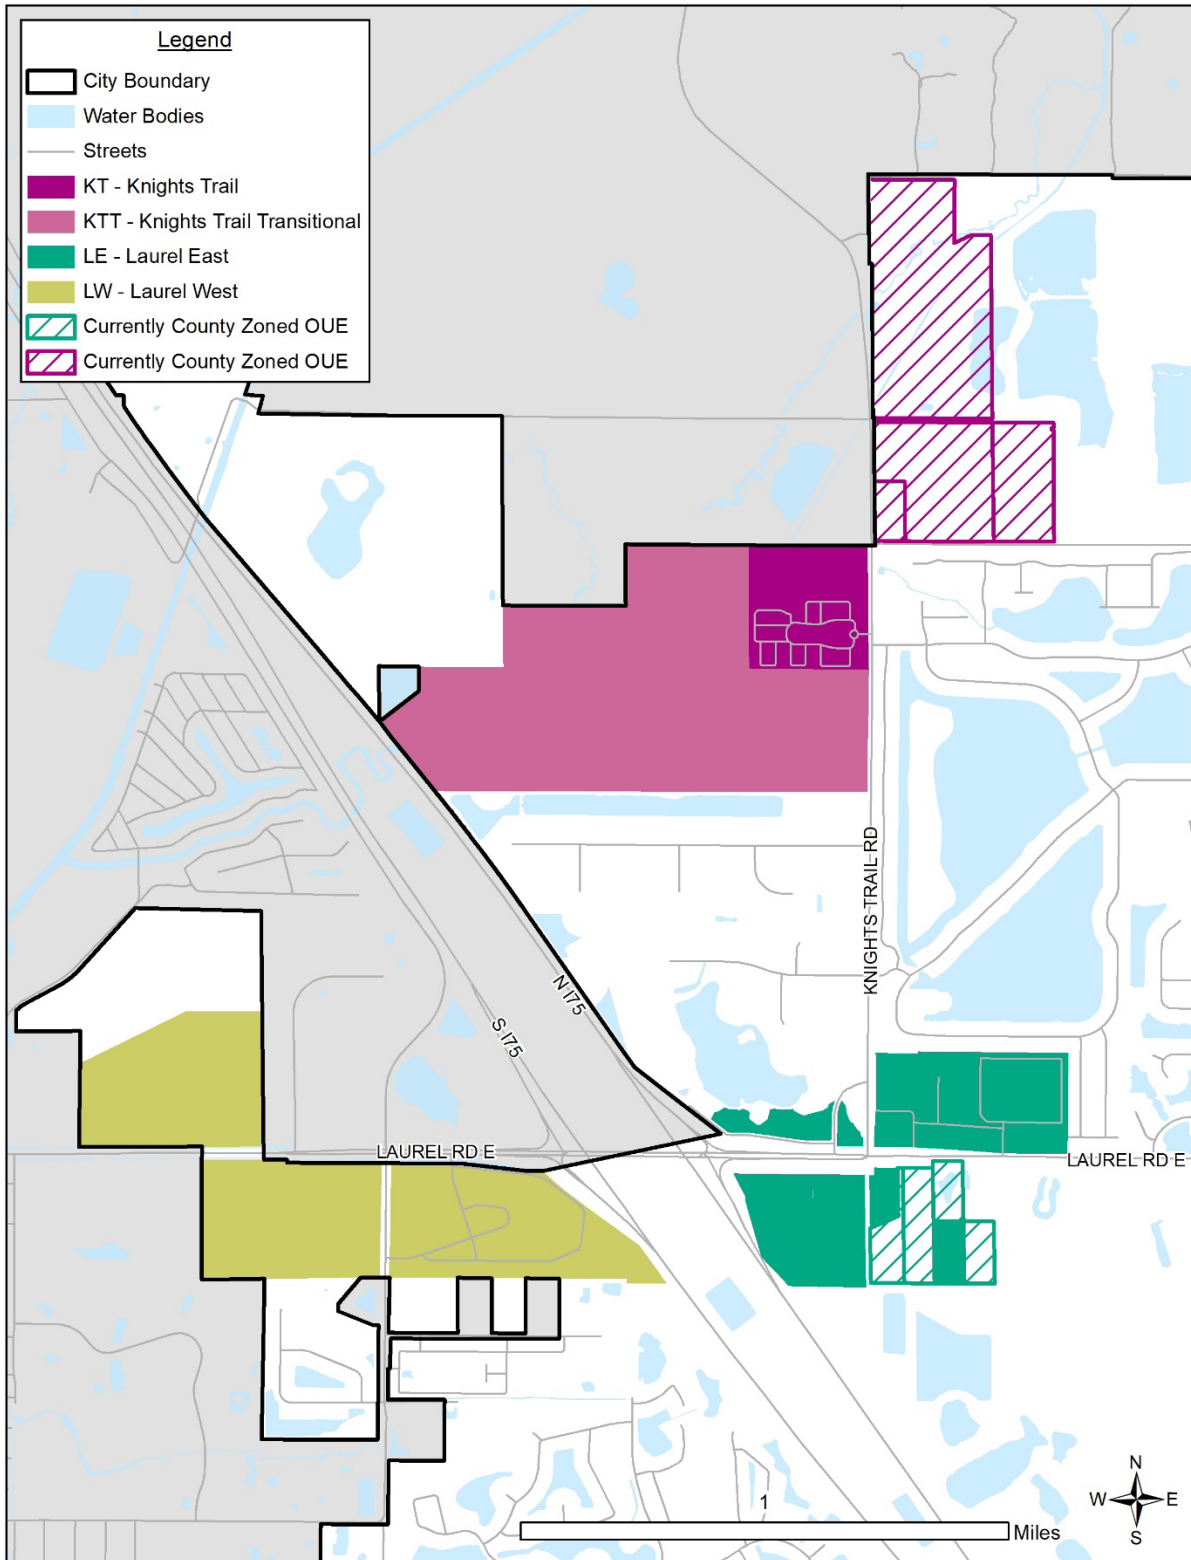 Legend
City Boundary
Water Bodies
Streets
KT - Knights Trail
KTT - Knights Trail Transitional
LE - Laurel East
LW - Laurel West
Currently County Zoned OUE
Currently County Zoned OUE
KNIGHTS TRAIL RD
N I75
S I75
LAUREL RD E
LAUREL RD E
N
W E
S
1
Miles